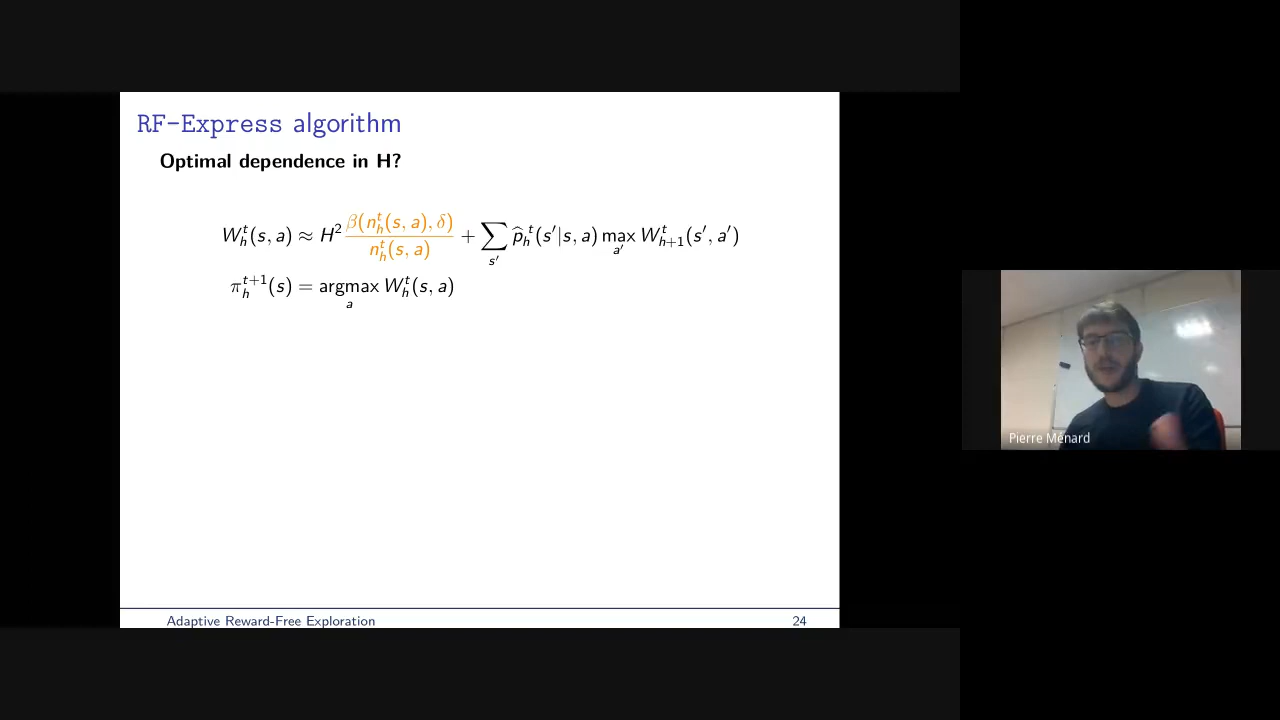 RF-Express algorithm
Optimal dependence in H?
W_h^t(s, a) ≈ H^2 β(n_h^t(s, a), δ) / n_h^t(s, a) + ∑_{s'} p̂_h^t(s'|s, a) max_{a'} W_{h+1}^t(s', a')
π_h^{t+1}(s) = argmax_a W_h^t(s, a)
Pierre Ménard
Adaptive Reward-Free Exploration
24